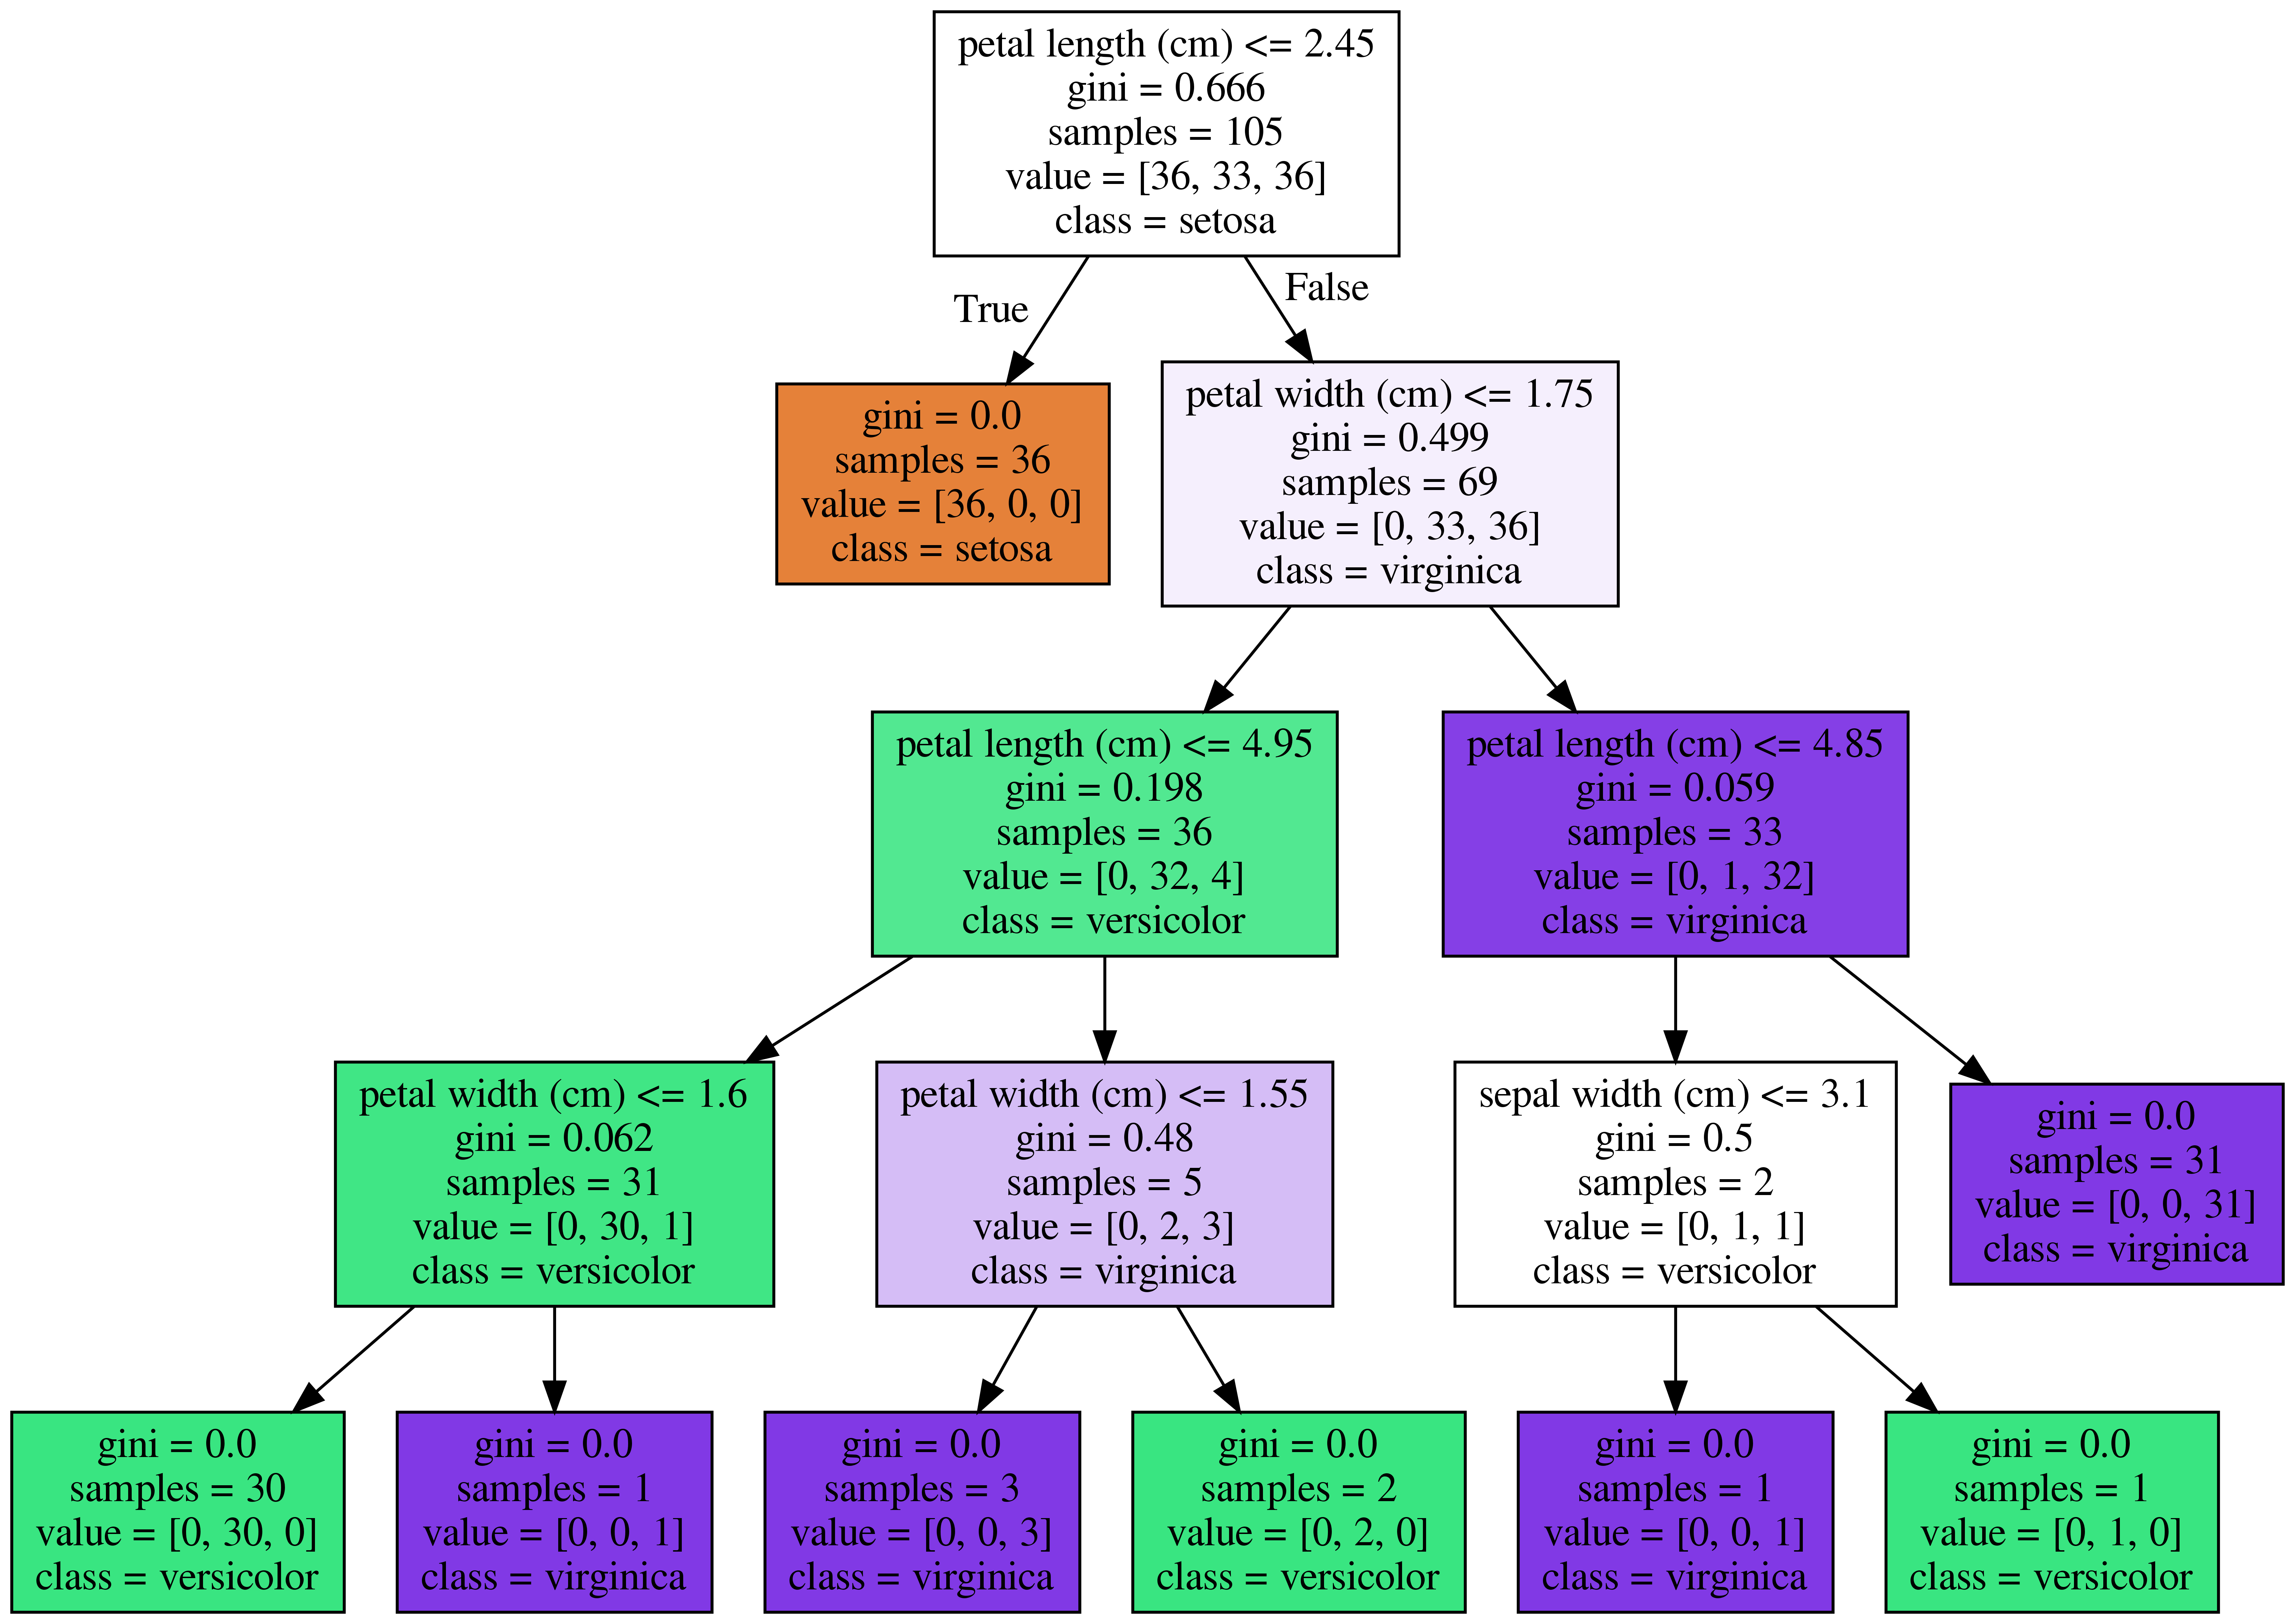 petal length (cm) <= 2.45
gini = 0.666
samples = 105
value = [36, 33, 36]
class = setosa
True
False
gini = 0.0
samples = 36
value = [36, 0, 0]
class = setosa
petal width (cm) <= 1.75
gini = 0.499
samples = 69
value = [0, 33, 36]
class = virginica
petal length (cm) <= 4.95
gini = 0.198
samples = 36
value = [0, 32, 4]
class = versicolor
petal length (cm) <= 4.85
gini = 0.059
samples = 33
value = [0, 1, 32]
class = virginica
petal width (cm) <= 1.6
gini = 0.062
samples = 31
value = [0, 30, 1]
class = versicolor
petal width (cm) <= 1.55
gini = 0.48
samples = 5
value = [0, 2, 3]
class = virginica
sepal width (cm) <= 3.1
gini = 0.5
samples = 2
value = [0, 1, 1]
class = versicolor
gini = 0.0
samples = 31
value = [0, 0, 31]
class = virginica
gini = 0.0
samples = 30
value = [0, 30, 0]
class = versicolor
gini = 0.0
samples = 1
value = [0, 0, 1]
class = virginica
gini = 0.0
samples = 3
value = [0, 0, 3]
class = virginica
gini = 0.0
samples = 2
value = [0, 2, 0]
class = versicolor
gini = 0.0
samples = 1
value = [0, 0, 1]
class = virginica
gini = 0.0
samples = 1
value = [0, 1, 0]
class = versicolor